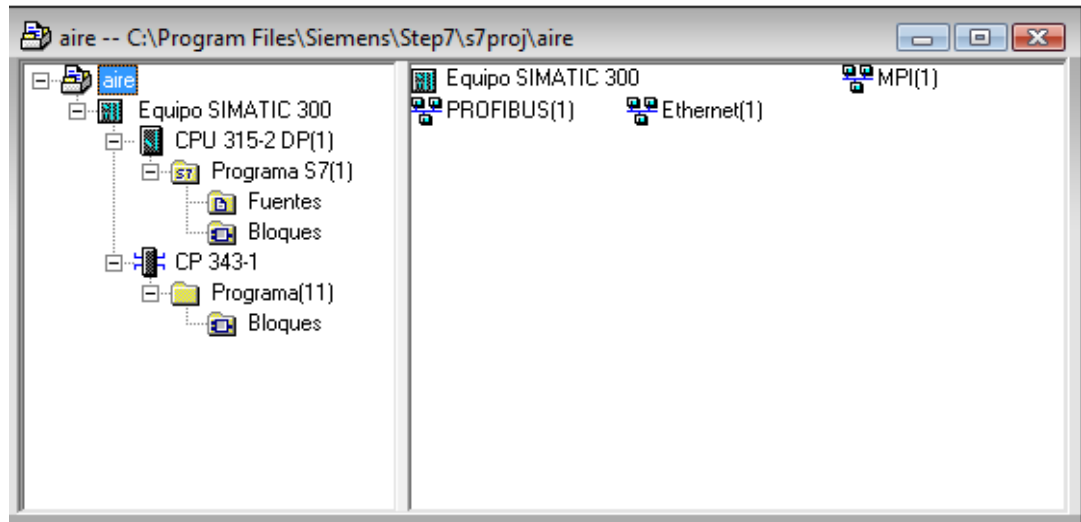 aire -- C:\Program Files\Siemens\Step7\s7proj\aire
aire
Equipo SIMATIC 300
CPU 315-2 DP(1)
Programa S7(1)
Fuentes
Bloques
CP 343-1
Programa(11)
Bloques
Equipo SIMATIC 300 MPI(1)
PROFIBUS(1) Ethernet(1)